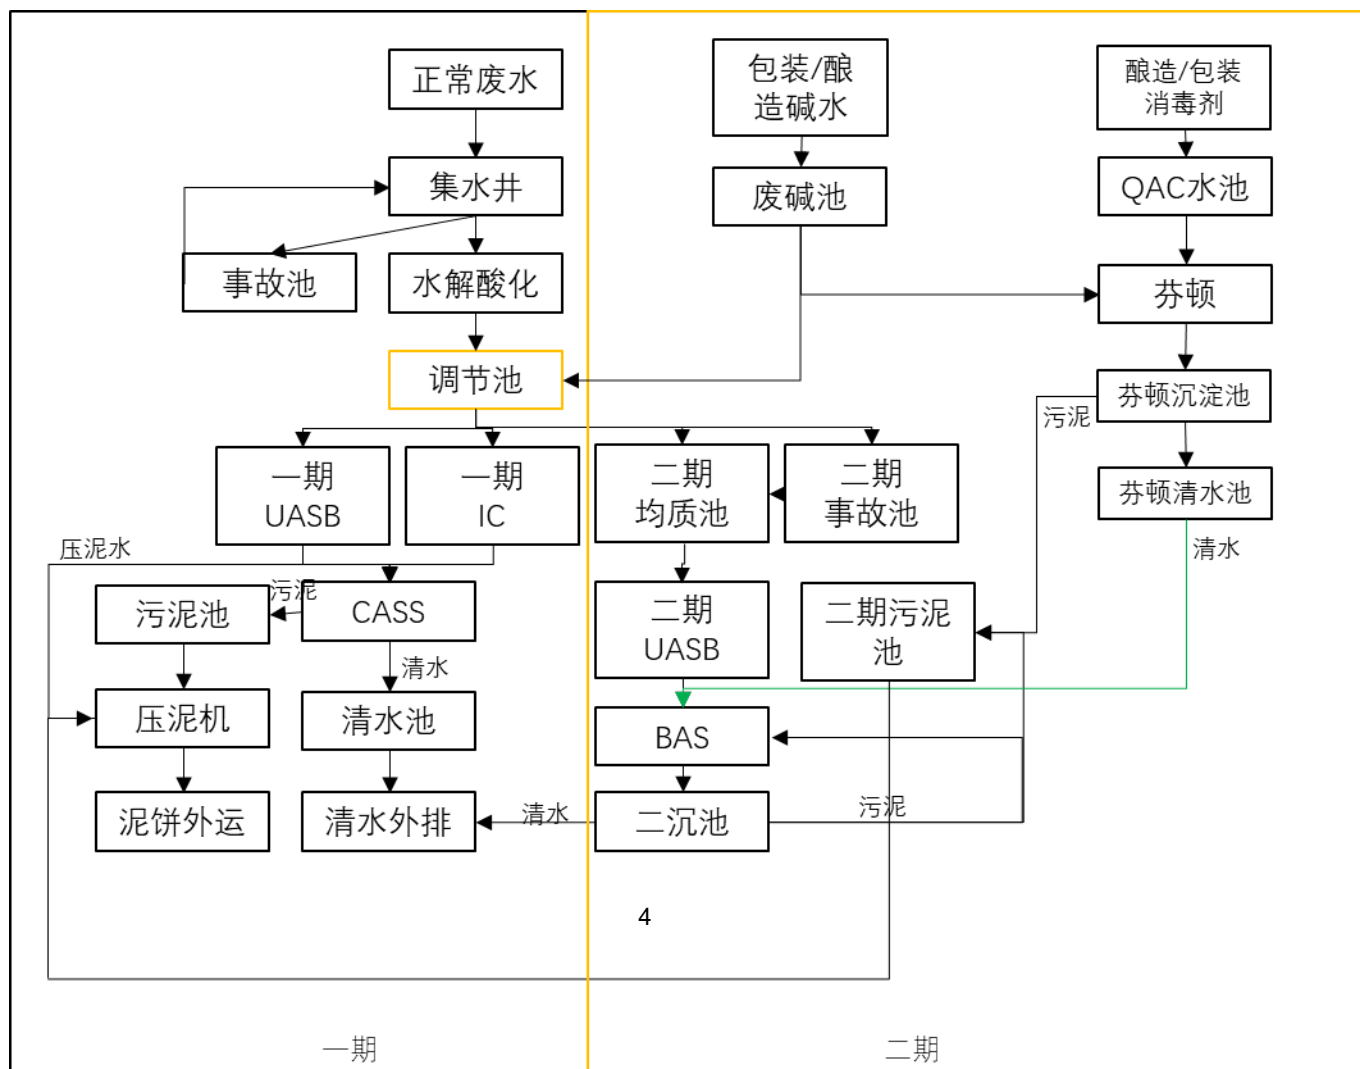 正常废水
包装/酿
造碱水
酿造/包装
消毒剂
集水井
废碱池
QAC水池
事故池
水解酸化
芬顿
调节池
芬顿沉淀池
污泥
一期
UASB
一期
IC
二期
均质池
二期
事故池
芬顿清水池
压泥水
清水
污泥池
污泥
CASS
二期
UASB
二期污泥
池
清水
压泥机
清水池
BAS
泥饼外运
清水外排
清水
二沉池
污泥
4
一期
二期